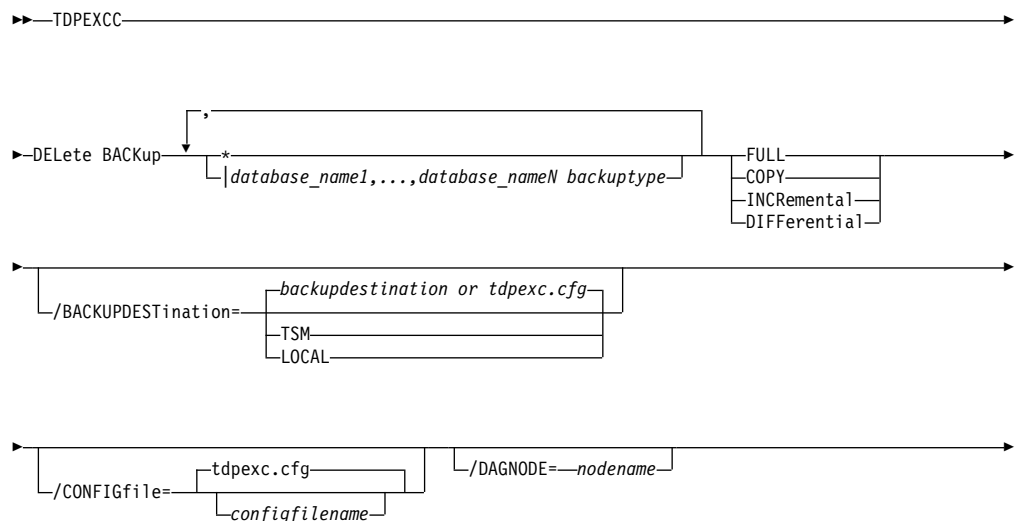 TDPEXCC
,
DELete BACKup * FULL
|database_name1,...,database_nameN backuptype COPY
INCRemental
DIFFerential
backupdestination or tdpexc.cfg
/BACKUPDESTination=
TSM
LOCAL
tdpexc.cfg /DAGNODE= nodename
/CONFIGfile=
configfilename